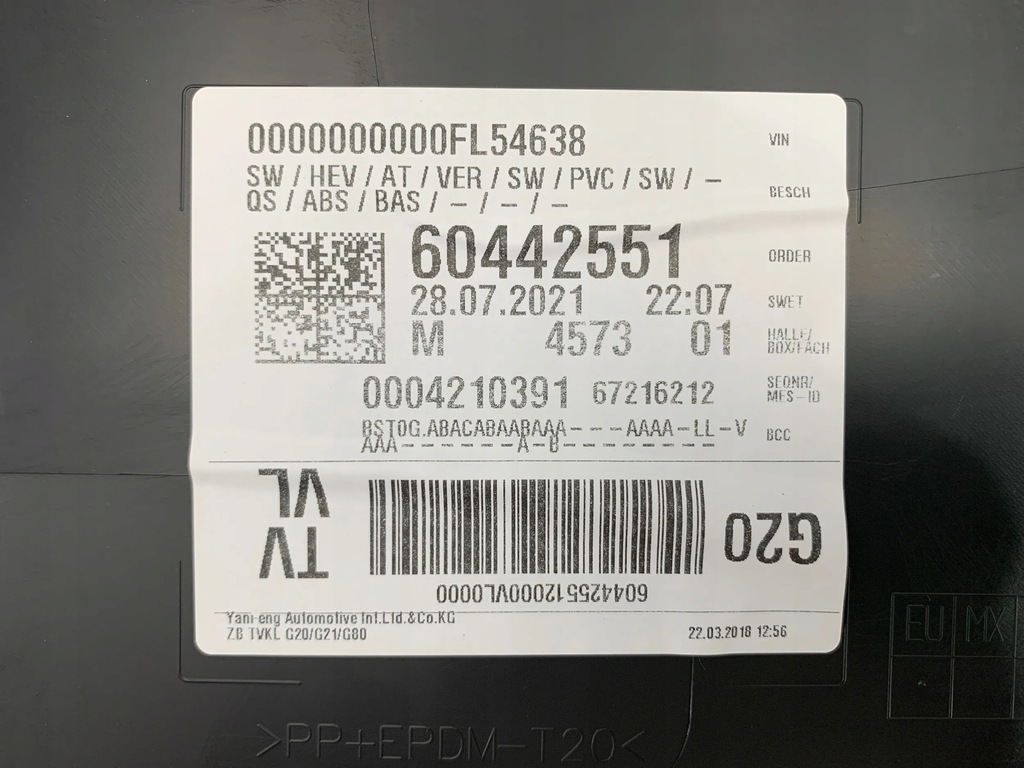 0000000000FL54638 VIN
SW / HEV / AT / VER / SW / PVC / SW / – BESCH
QS / ABS / BAS / – / – / –
60442551 ORDER
28.07.2021 22:07 SWET
M 4573 01 HALLE/
BOX/FACH
0004210391 67216212 SEQNR/
MES-ID
BCC
TV
VL
G20
604425512000VL0000
Automotive Int.Ltd.&Co.KG
ZB TVKL G20/G21/G80 22.03.2018 12:56
EU MX
>PP+EPDM-T20<